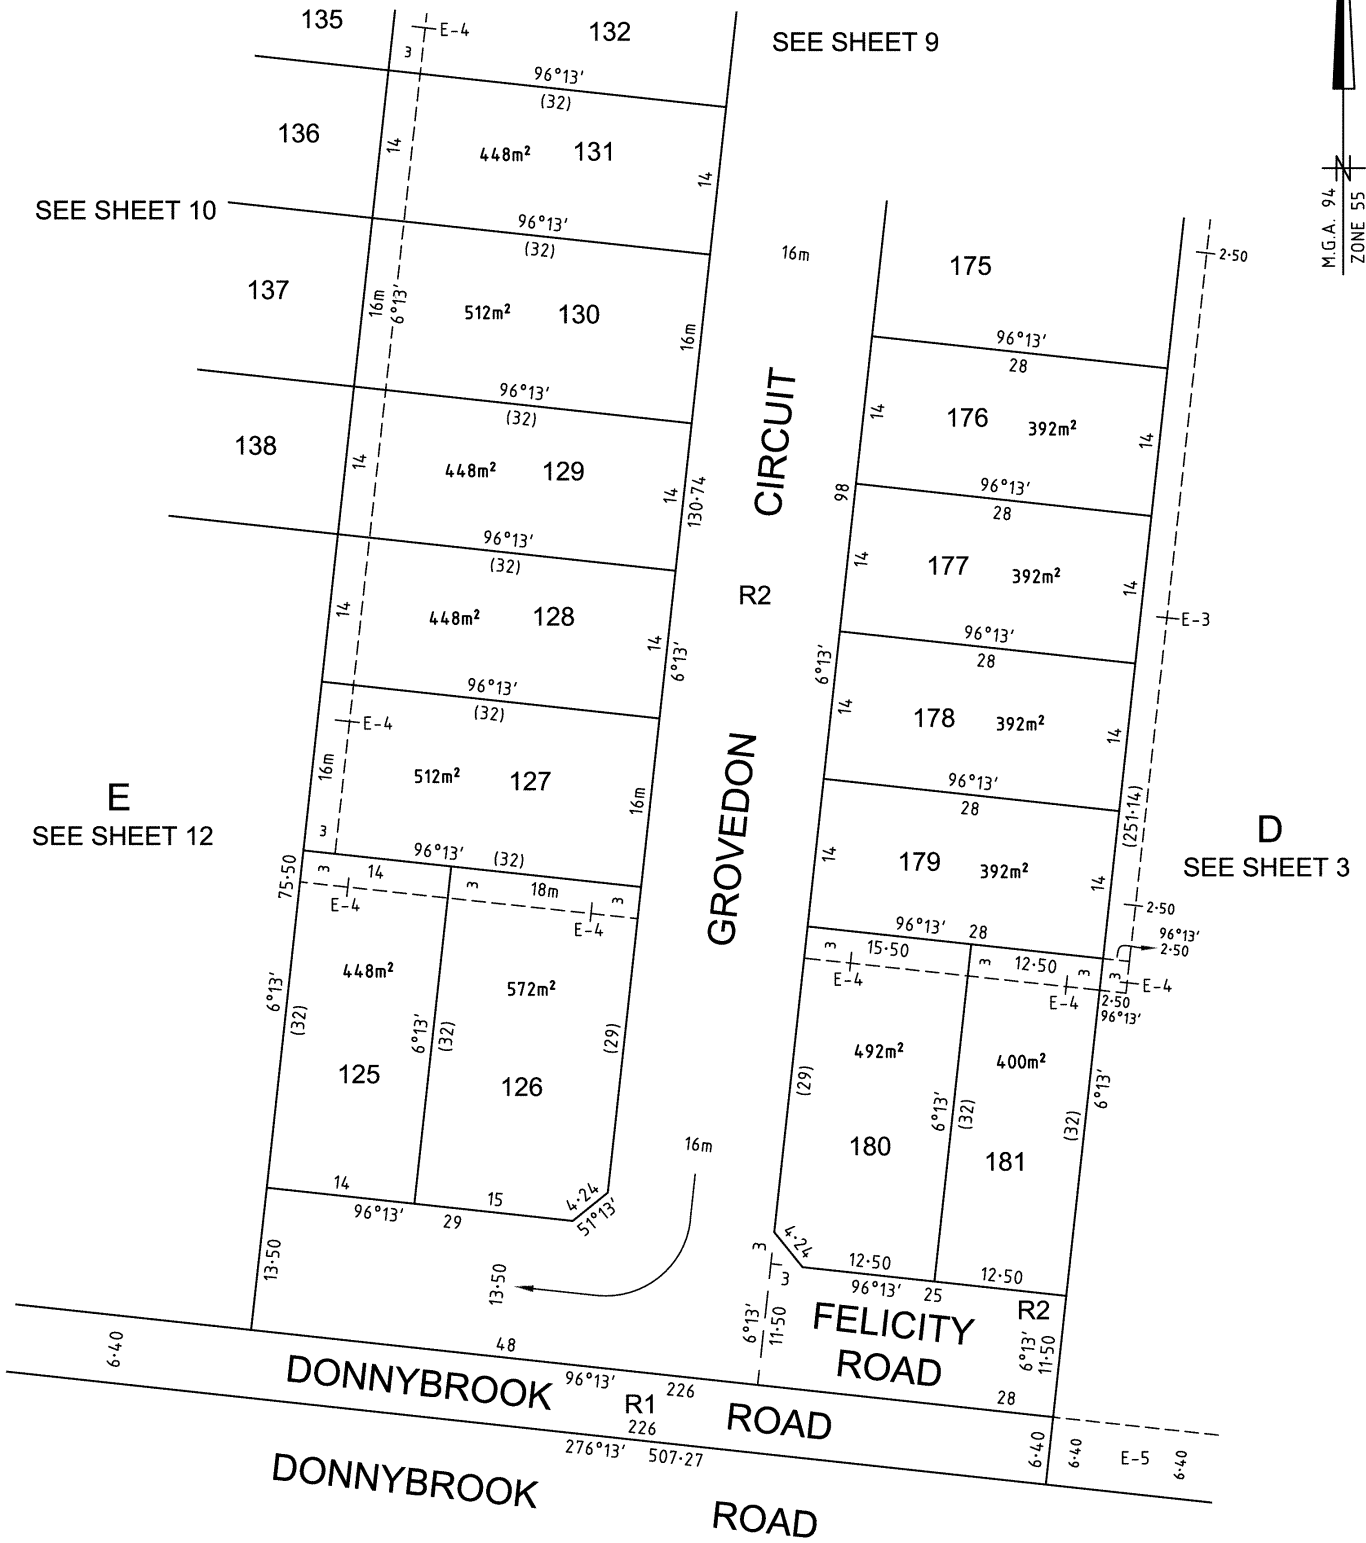 135
E-4
132
SEE SHEET 9
3
96°13'
(32)
136
14
448m²
131
14
M.G.A. 94
ZONE 55
N
SEE SHEET 10
96°13'
(32)
16m
175
2·50
137
16m
6°13'
512m²
130
16m
96°13'
28
96°13'
(32)
CIRCUIT
14
176
392m²
14
138
14
448m²
129
14
130·74
98
96°13'
28
96°13'
(32)
14
177
392m²
14
R2
14
448m²
128
14
6°13'
E-3
96°13'
28
6°13'
96°13'
(32)
E-4
14
178
392m²
14
GROVEDON
16m
512m²
127
16m
96°13'
28
(251·14)
E
SEE SHEET 12
D
SEE SHEET 3
3
96°13'
(32)
14
179
392m²
14
75·50
3
14
3
18m
3
E-4
E-4
2·50
96°13'
2·50
96°13'
28
3
15·50
3
12·50
3
3
E-4
E-4
E-4
2·50
96°13'
448m²
572m²
6°13'
(32)
6°13'
(32)
(29)
492m²
400m²
(29)
6°13'
(32)
(32)
6°13'
125
126
180
181
16m
14
15
4·24
51°13'
96°13'
29
4·24
3
3
12·50
12·50
96°13'
25
13·50
13·50
R2
FELICITY
ROAD
6°13'
11·50
6°13'
11·50
6·40
48
96°13'
226
28
DONNYBROOK
R1
ROAD
226
276°13'
507·27
6·40
6·40
E-5
6·40
DONNYBROOK
ROAD